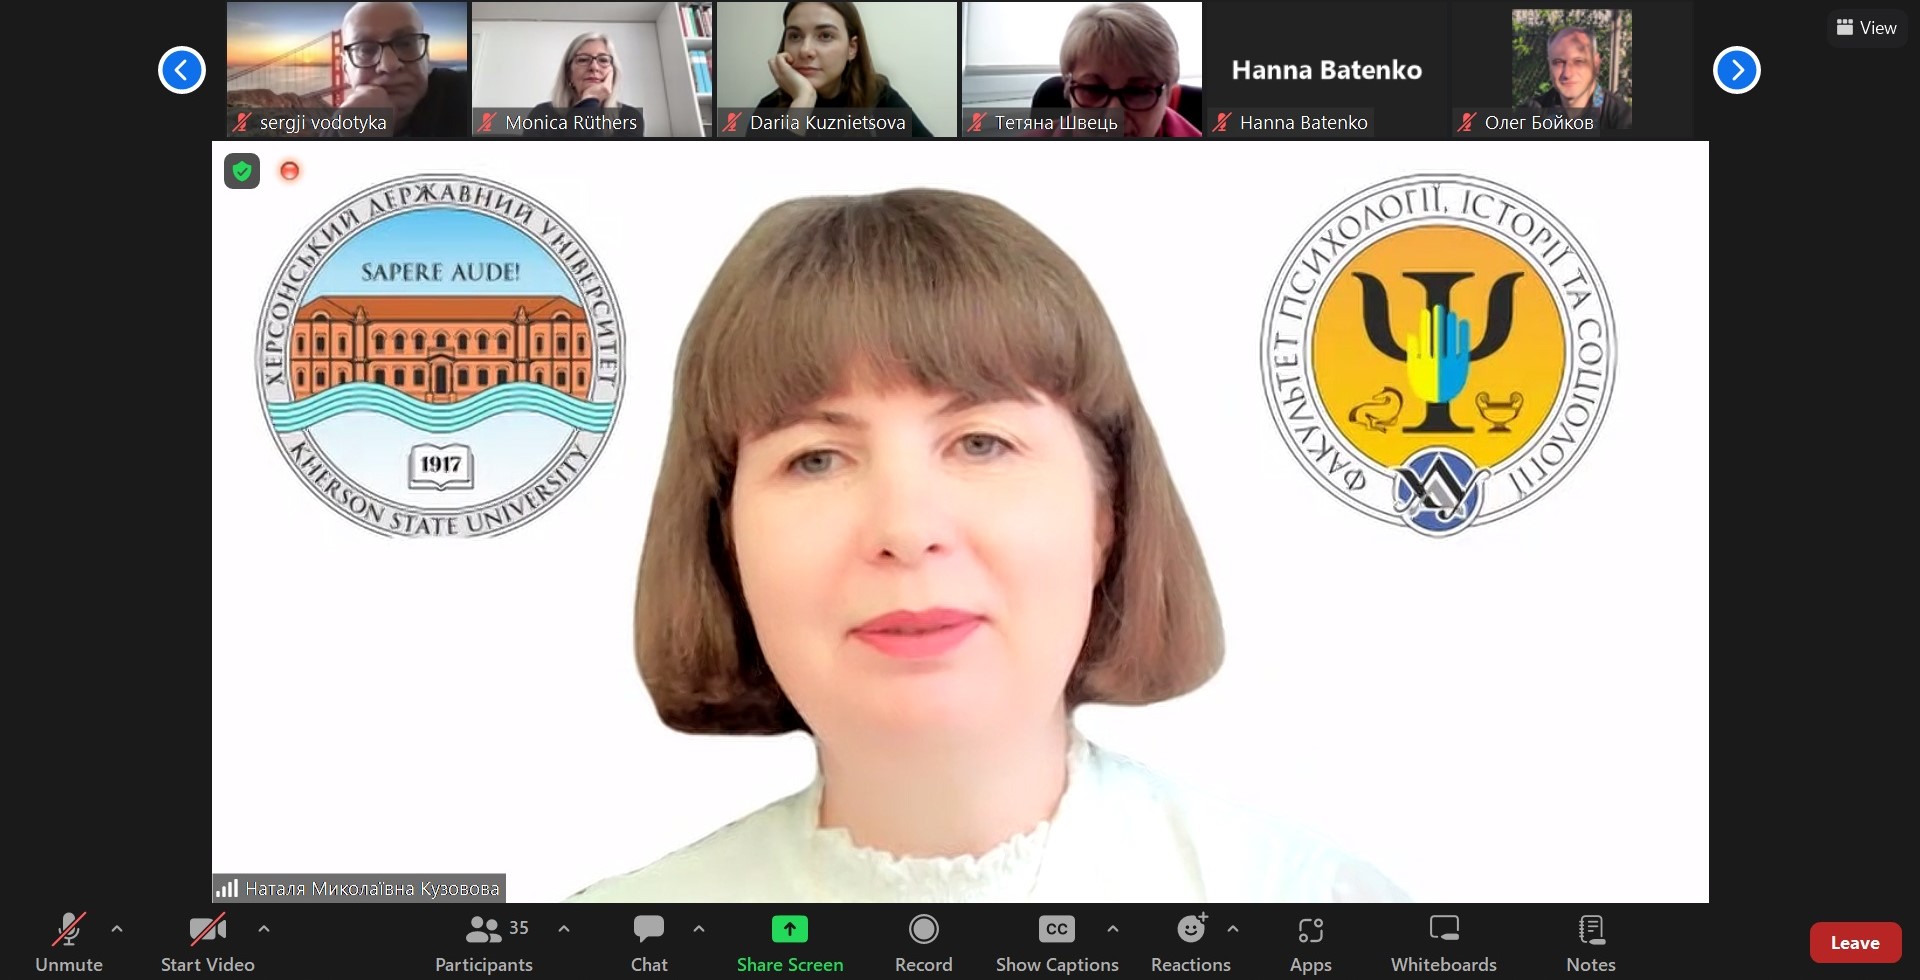 View
sergji vodotyka
Monica Rüthers
Dariia Kuznietsova
Тетяна Швець
Hanna Batenko
Hanna Batenko
Олег Бойков
ХЕРСОНСЬКИЙ ДЕРЖАВНИЙ УНІВЕРСИТЕТ
SAPERE AUDE!
1917
KHERSON STATE UNIVERSITY
ФАКУЛЬТЕТ ПСИХОЛОГІЇ, ІСТОРІЇ ТА СОЦІОЛОГІЇ
Наталя Миколаївна Кузовова
Unmute
Start Video
35
Participants
Chat
Share Screen
Record
CC
Show Captions
Reactions
Apps
Whiteboards
Notes
Leave